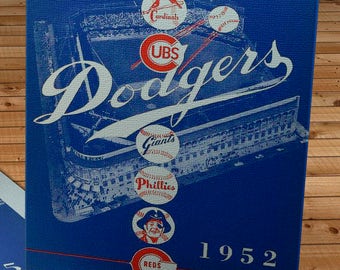 Cardinals
CUBS
Dodgers
Giants
Phillies
REDS
1952